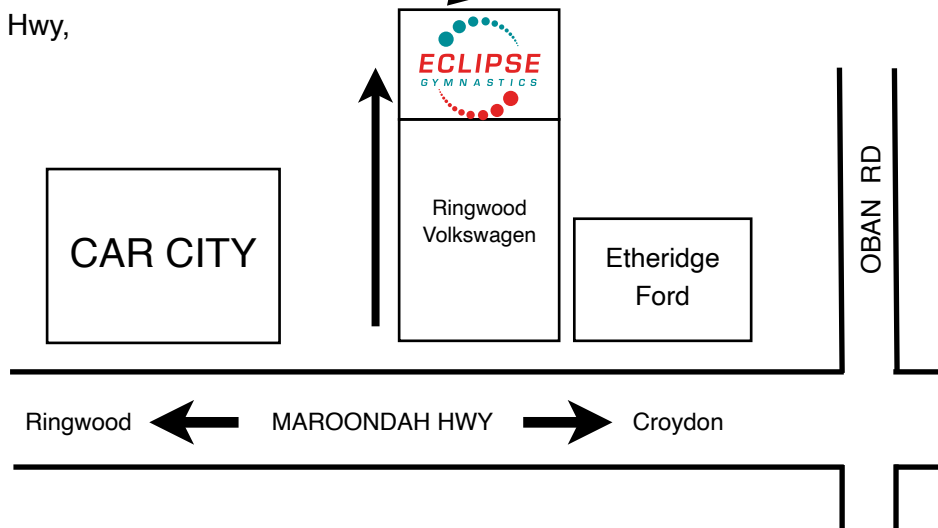 Hwy,
ECLIPSE
GYMNASTICS
Ringwood
Volkswagen
CAR CITY
Etheridge
Ford
OBAN RD
Ringwood
MAROONDAH HWY
Croydon